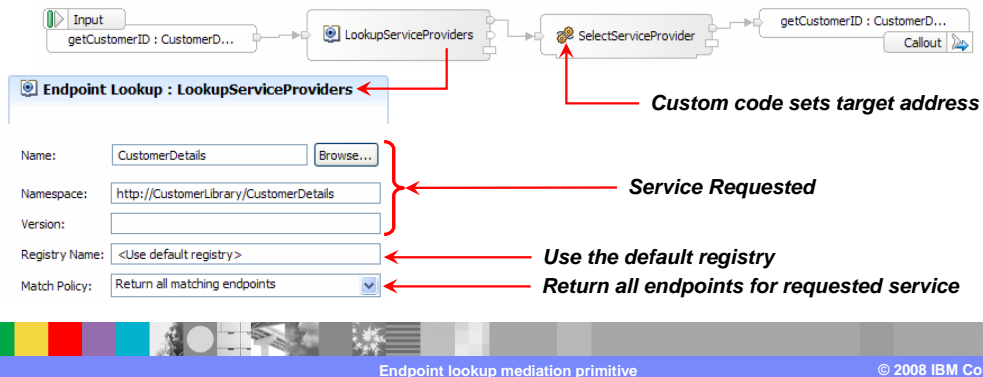 Input
getCustomerID : CustomerD...
LookupServiceProviders
SelectServiceProvider
getCustomerID : CustomerD...
Callout
Endpoint Lookup : LookupServiceProviders
Custom code sets target address
Name:
CustomerDetails
Browse...
Namespace:
http://CustomerLibrary/CustomerDetails
Service Requested
Version:
Registry Name:
<Use default registry>
Use the default registry
Match Policy:
Return all matching endpoints
Return all endpoints for requested service
Endpoint lookup mediation primitive
© 2008 IBM Co